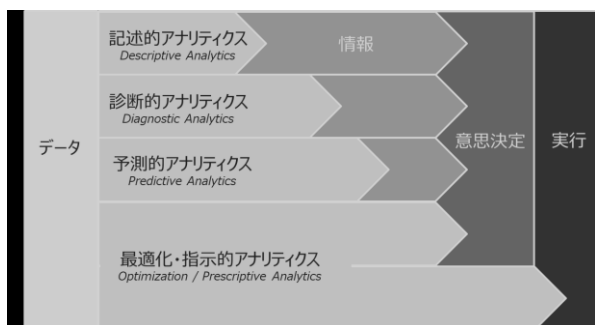 データ
記述的アナリティクス
Descriptive Analytics
情報
診断的アナリティクス
Diagnostic Analytics
予測的アナリティクス
Predictive Analytics
最適化・指示的アナリティクス
Optimization / Prescriptive Analytics
意思決定
実行